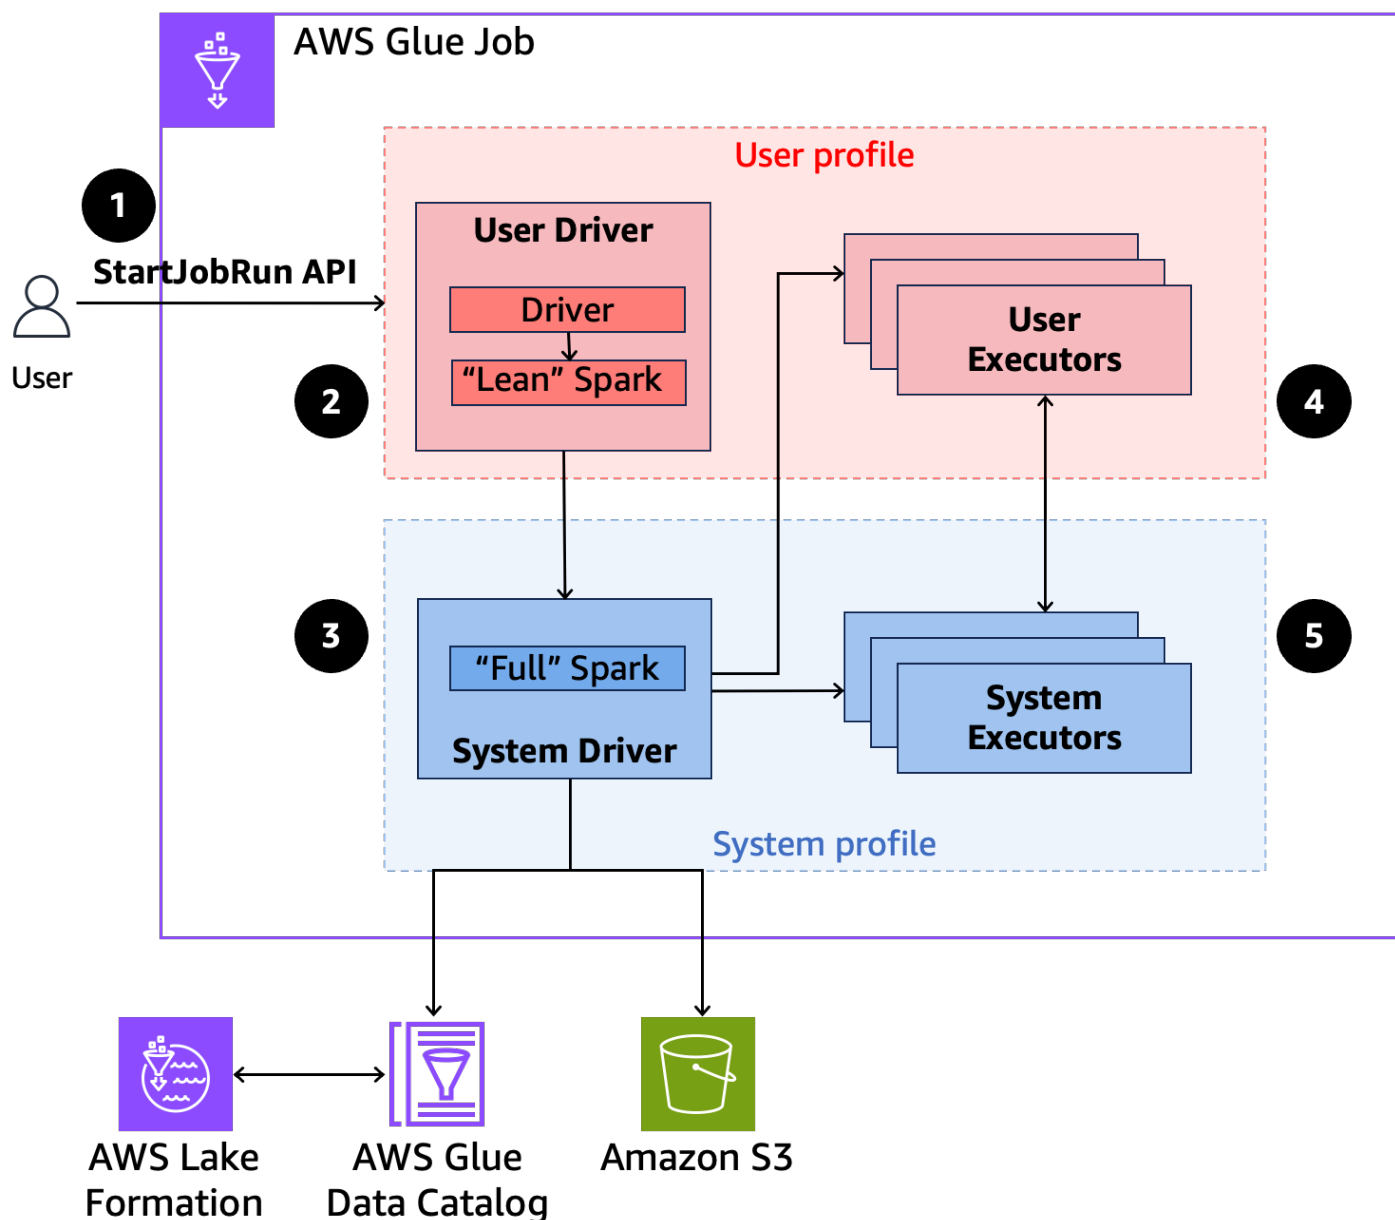 AWS Glue Job
User profile
1
User Driver
StartJobRun API
Driver
User
Executors
“Lean” Spark
User
2
4
3
“Full” Spark
5
System
Executors
System Driver
System profile
AWS Lake
Formation
AWS Glue
Data Catalog
Amazon S3